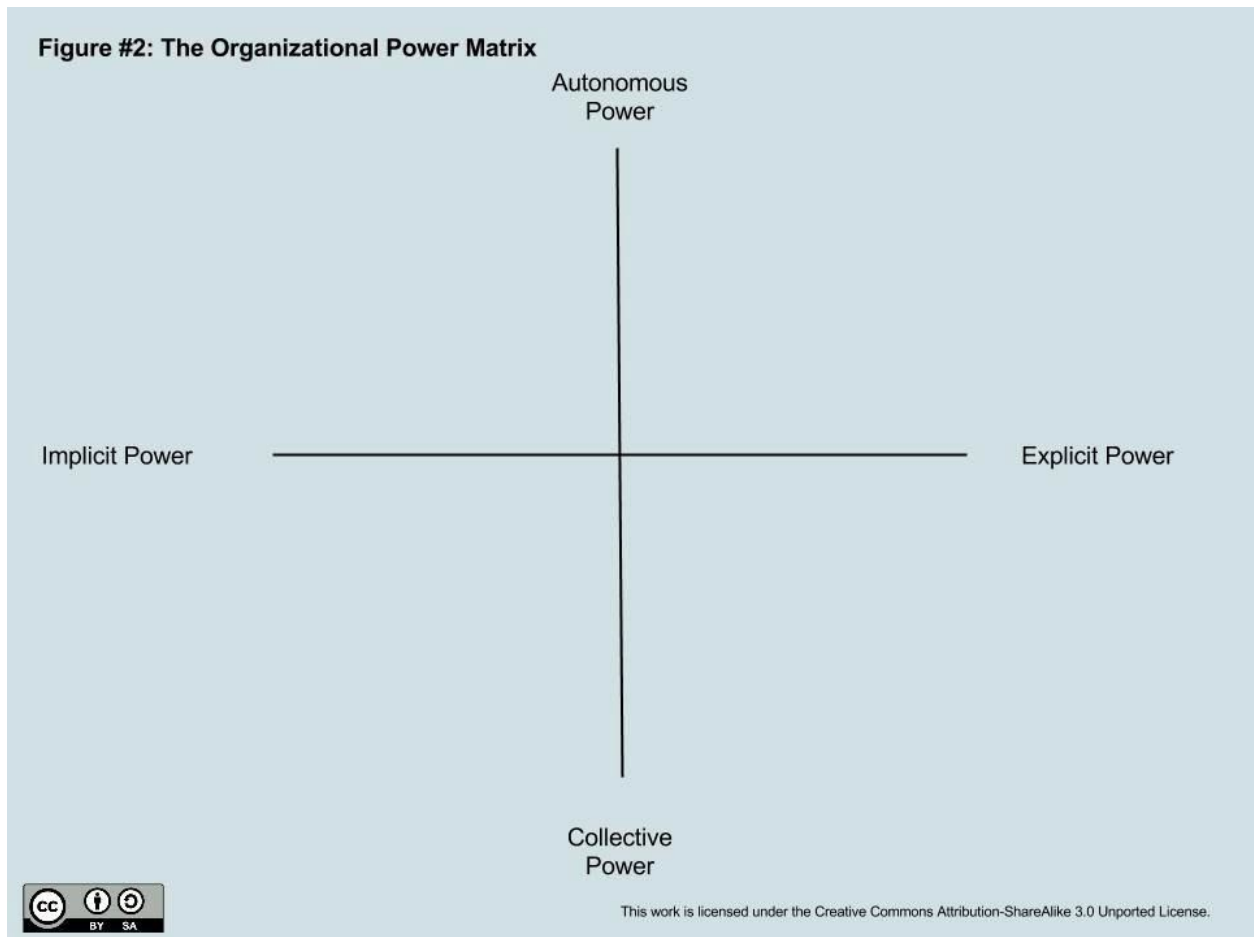 Figure #2: The Organizational Power Matrix
Autonomous
Power
Implicit Power
Explicit Power
Collective
Power
cc
BY SA
This work is licensed under the Creative Commons Attribution-ShareAlike 3.0 Unported License.